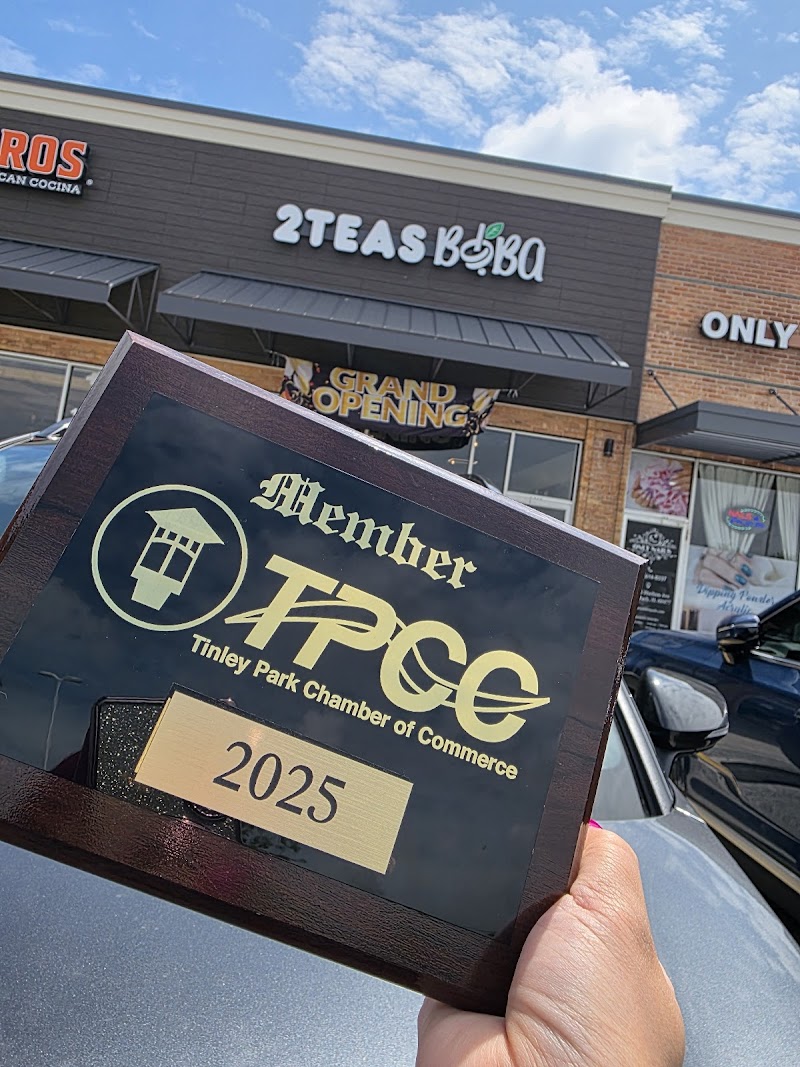 ROS
CAN COCINA
2TEAS BOBA
GRAND
OPENING
ONLY
Member
TPCC
Tinley Park Chamber of Commerce
2025
Dipping Powder
Acrylic